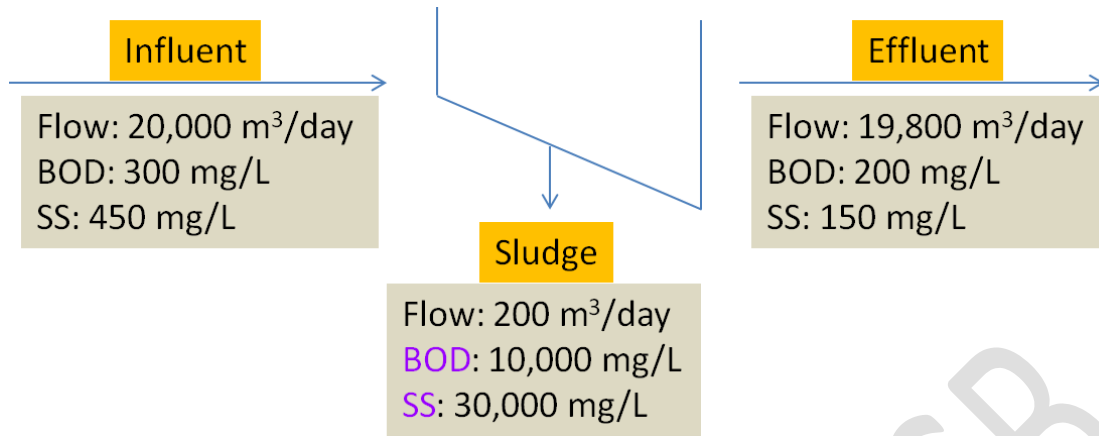 Influent
Flow: 20,000 m³/day
BOD: 300 mg/L
SS: 450 mg/L
Effluent
Flow: 19,800 m³/day
BOD: 200 mg/L
SS: 150 mg/L
Sludge
Flow: 200 m³/day
BOD: 10,000 mg/L
SS: 30,000 mg/L